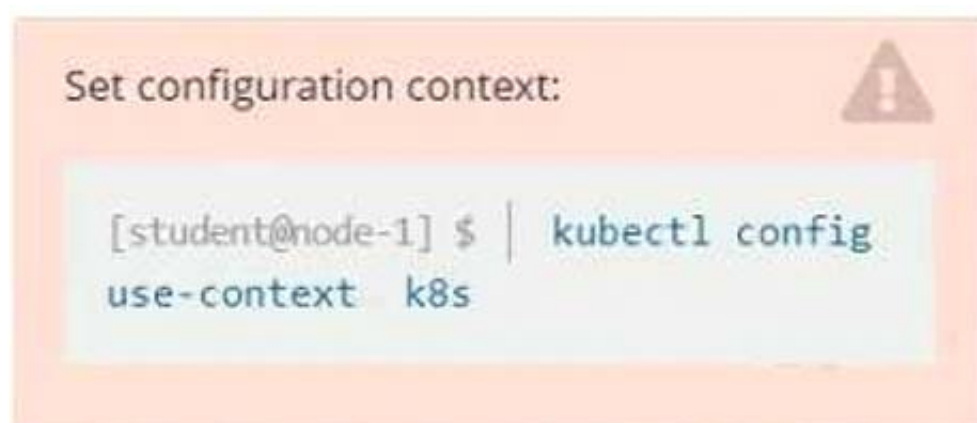 Set configuration context:
[student@node-1] $ | kubectl config
use-context k8s